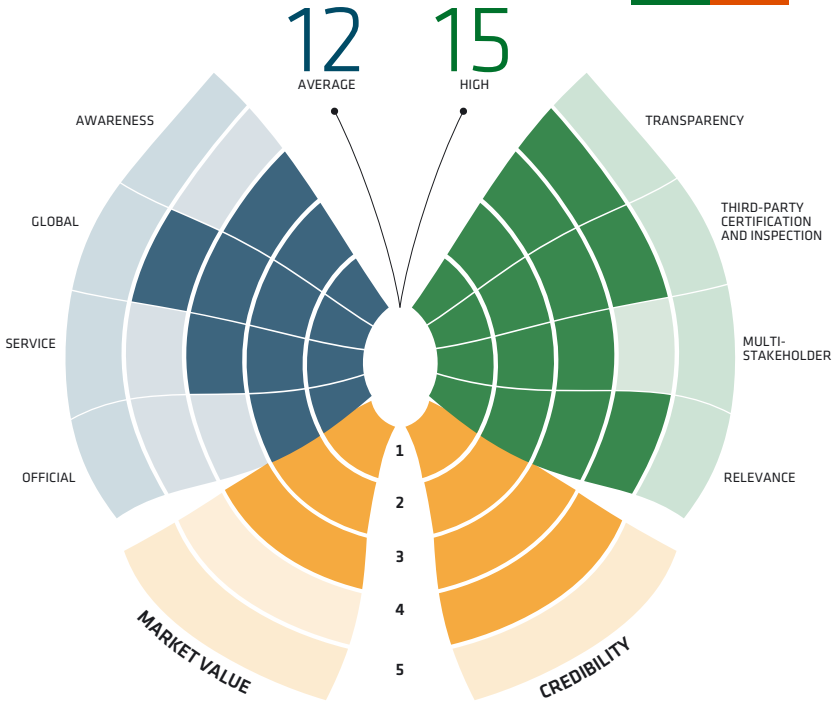 12
AVERAGE
15
HIGH
AWARENESS
GLOBAL
SERVICE
OFFICIAL
TRANSPARENCY
THIRD-PARTY
CERTIFICATION
AND INSPECTION
MULTI-
STAKEHOLDER
RELEVANCE
1
2
3
4
5
MARKET VALUE
CREDIBILITY